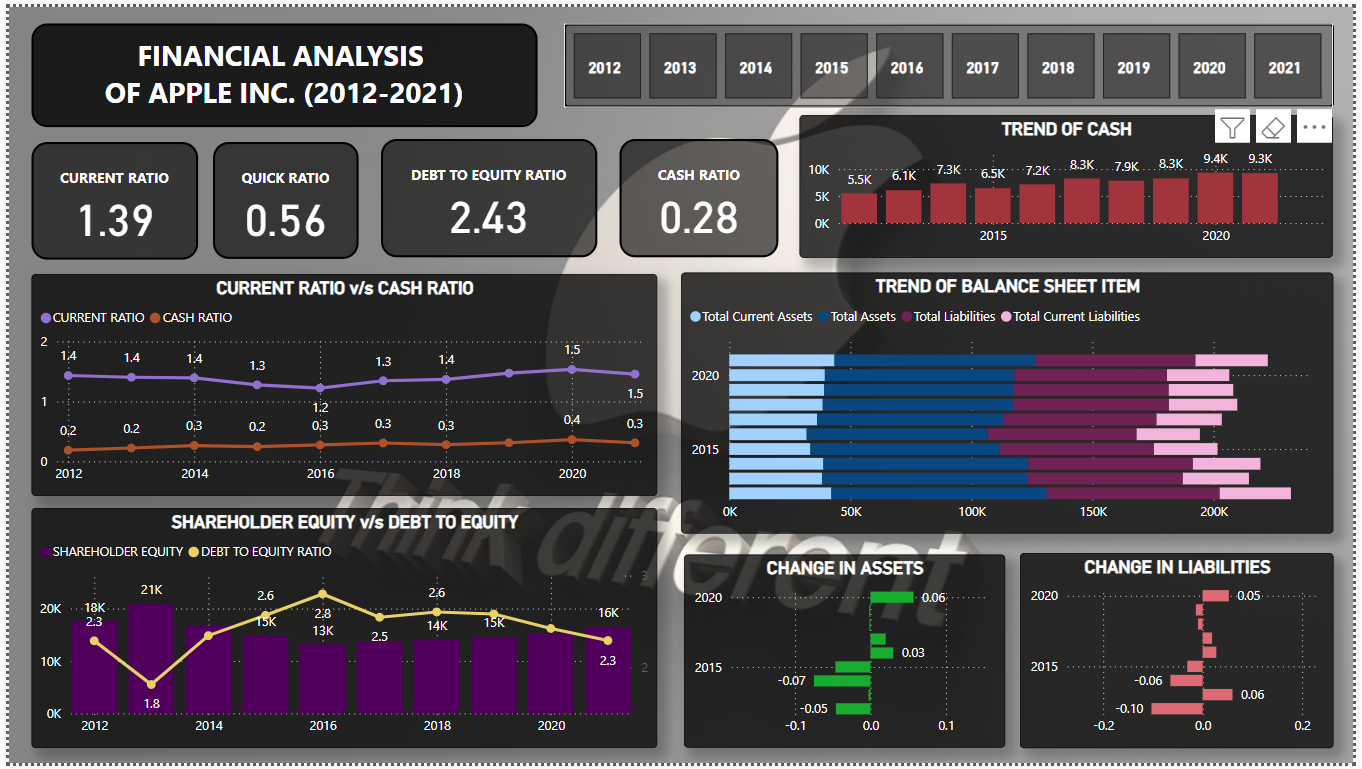 FINANCIAL ANALYSIS
OF APPLE INC. (2012-2021)
2012 2013 2014 2015 2016 2017 2018 2019 2020 2021
CURRENT RATIO
1.39
QUICK RATIO
0.56
DEBT TO EQUITY RATIO
2.43
CASH RATIO
0.28
TREND OF CASH
10K
5K
0K
5.5K 6.1K 7.3K 6.5K 7.2K 8.3K 7.9K 8.3K 9.4K 9.3K
2015 2020
CURRENT RATIO v/s CASH RATIO
CURRENT RATIO CASH RATIO
2
1
0
1.4 1.4 1.4 1.3 1.2 1.3 1.4 1.5 1.5
0.2 0.2 0.3 0.2 0.3 0.3 0.3 0.4 0.3
2012 2014 2016 2018 2020
TREND OF BALANCE SHEET ITEM
Total Current Assets Total Assets Total Liabilities Total Current Liabilities
2020
2015
0K 50K 100K 150K 200K
Think different
SHAREHOLDER EQUITY v/s DEBT TO EQUITY
SHAREHOLDER EQUITY DEBT TO EQUITY RATIO
20K
10K
0K
3
2
18K 21K 15K 13K 14K 15K 16K
2.3 1.8 2.6 2.8 2.5 2.6 2.3
2012 2014 2016 2018 2020
CHANGE IN ASSETS
2020
2015
0.06
0.03
-0.07
-0.05
-0.1 0.0 0.1
CHANGE IN LIABILITIES
2020
2015
0.05
-0.06
0.06
-0.10
-0.2 0.0 0.2